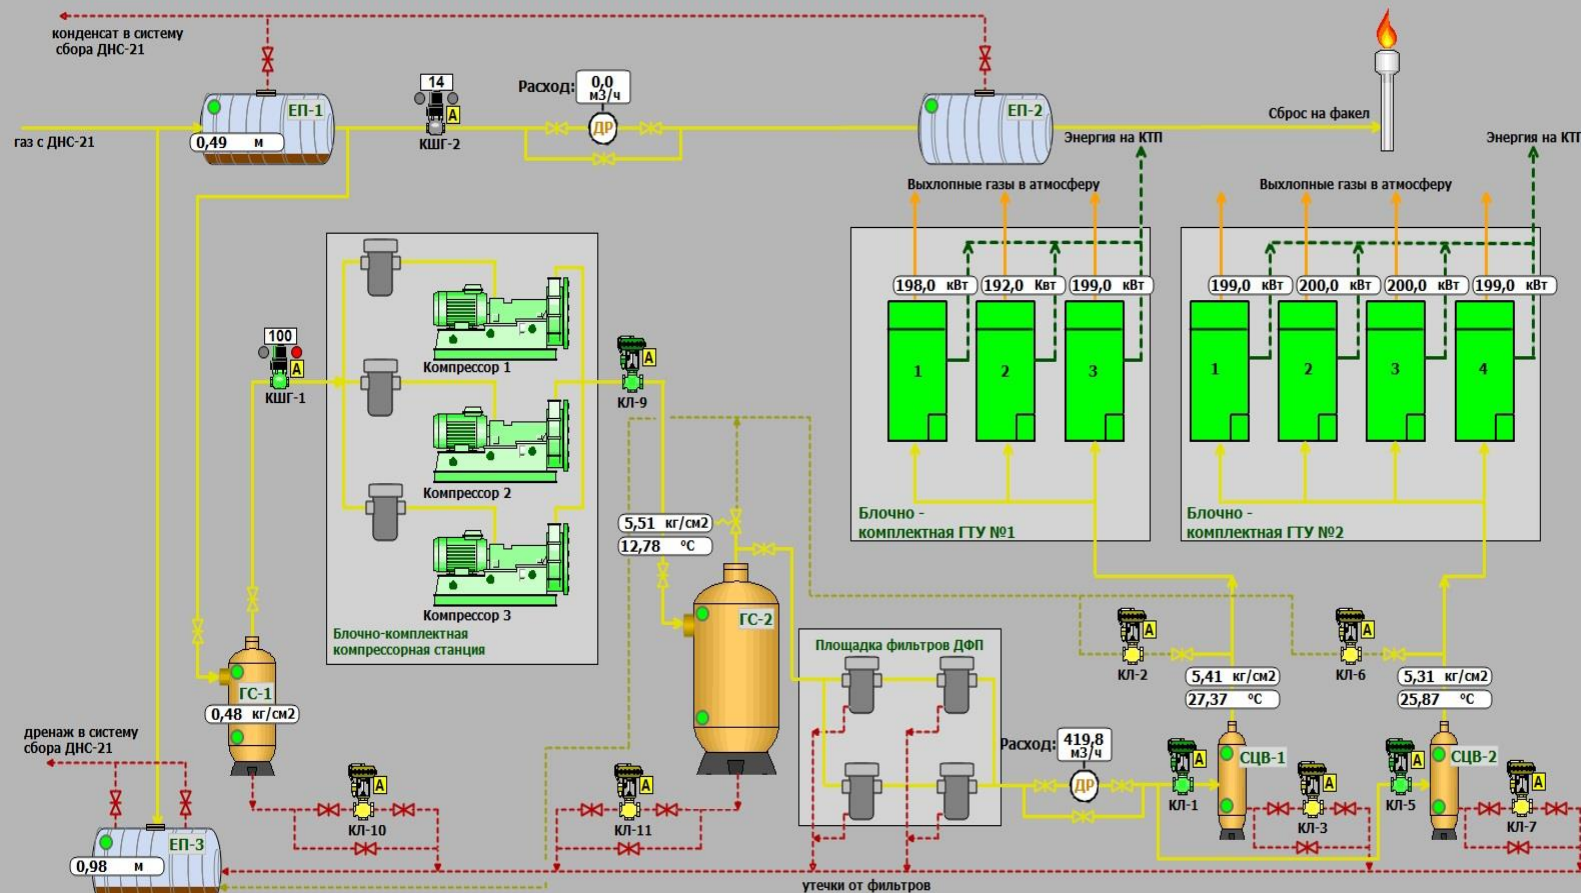 конденсат в систему
сбора ДНС-21
газ с ДНС-21
ЕП-1
0,49 м
14
А
КШГ-2
Расход:
0,0
м3/ч
ДР
ЕП-2
Сброс на факел
Энергия на КТП
Энергия на КТП
Выхлопные газы в атмосферу
Выхлопные газы в атмосферу
198,0 кВт
192,0 Квт
199,0 кВт
199,0 кВт
200,0 кВт
200,0 кВт
199,0 кВт
1
2
3
1
2
3
4
Блочно -
комплектная ГТУ №1
Блочно -
комплектная ГТУ №2
100
А
КШГ-1
Компрессор 1
Компрессор 2
Компрессор 3
Блочно-комплектная
компрессорная станция
А
КЛ-9
5,51 кг/см2
12,78 °C
ГС-2
ГС-1
0,48 кг/см2
Площадка фильтров ДФП
А
КЛ-2
А
КЛ-6
5,41 кг/см2
27,37 °C
5,31 кг/см2
25,87 °C
дренаж в систему
сбора ДНС-21
ЕП-3
0,98 м
А
КЛ-10
А
КЛ-11
Расход:
419,8
м3/ч
ДР
А
КЛ-1
СЦВ-1
А
КЛ-3
А
КЛ-5
СЦВ-2
А
КЛ-7
утечки от фильтров